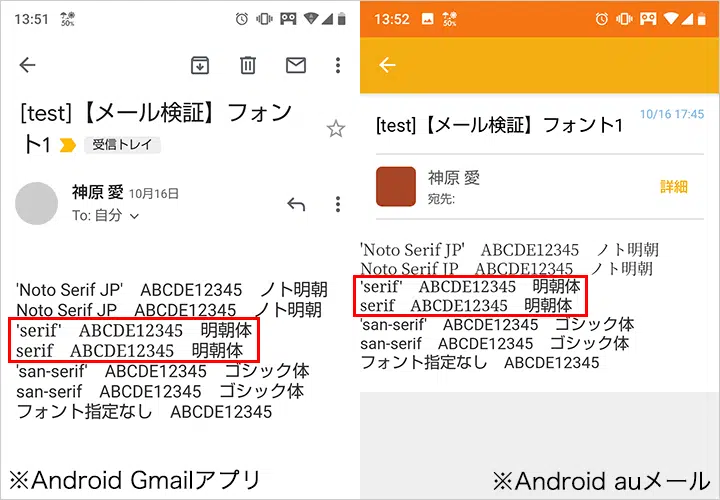 13:51
50%
[test]【メール検証】フォン
ト1
受信トレイ
神原 愛 10月16日
To: 自分
'Noto Serif JP' ABCDE12345 ノト明朝
Noto Serif JP ABCDE12345 ノト明朝
'serif' ABCDE12345 明朝体
serif ABCDE12345 明朝体
'san-serif' ABCDE12345 ゴシック体
san-serif ABCDE12345 ゴシック体
フォント指定なし ABCDE12345
※Android Gmailアプリ
13:52
50%
[test]【メール検証】フォント1
10/16 17:45
神原 愛
宛先:
詳細
'Noto Serif JP' ABCDE12345 ノト明朝
Noto Serif JP ABCDE12345 ノト明朝
'serif' ABCDE12345 明朝体
serif ABCDE12345 明朝体
'san-serif' ABCDE12345 ゴシック体
san-serif ABCDE12345 ゴシック体
フォント指定なし ABCDE12345
※Android auメール